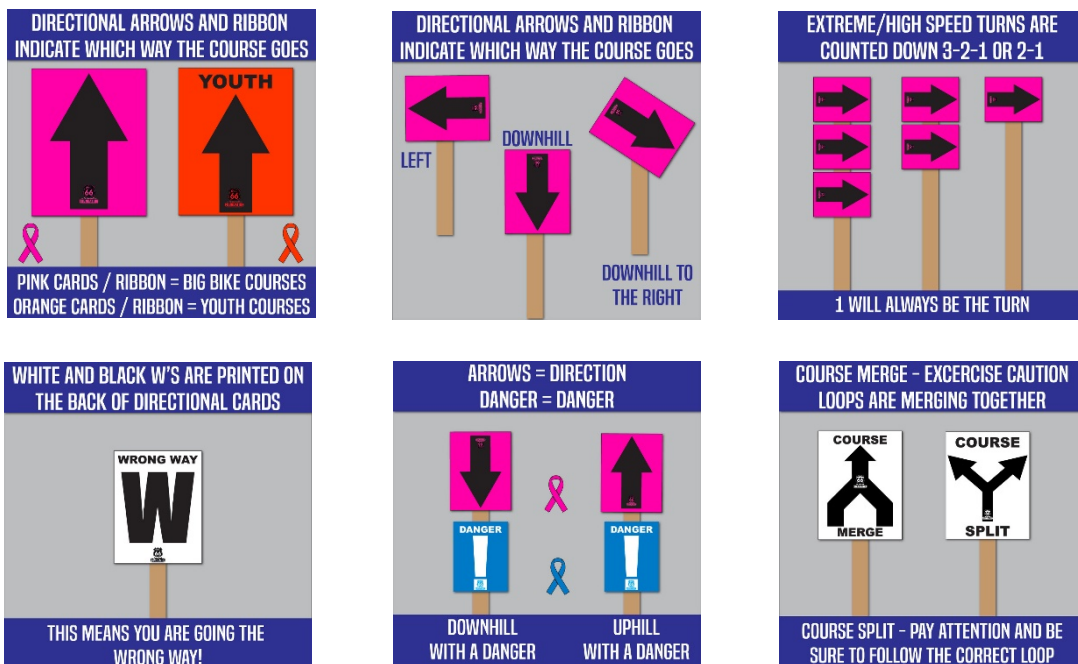 DIRECTIONAL ARROWS AND RIBBON
INDICATE WHICH WAY THE COURSE GOES
YOUTH
66
PINK CARDS / RIBBON = BIG BIKE COURSES
ORANGE CARDS / RIBBON = YOUTH COURSES
DIRECTIONAL ARROWS AND RIBBON
INDICATE WHICH WAY THE COURSE GOES
LEFT
DOWNHILL
DOWNHILL TO
THE RIGHT
EXTREME/HIGH SPEED TURNS ARE
COUNTED DOWN 3-2-1 OR 2-1
1 WILL ALWAYS BE THE TURN
WHITE AND BLACK W'S ARE PRINTED ON
THE BACK OF DIRECTIONAL CARDS
WRONG WAY
W
THIS MEANS YOU ARE GOING THE
WRONG WAY!
ARROWS = DIRECTION
DANGER = DANGER
DANGER
!
DANGER
!
DOWNHILL
WITH A DANGER
UPHILL
WITH A DANGER
COURSE MERGE - EXCERCISE CAUTION
LOOPS ARE MERGING TOGETHER
COURSE
MERGE
COURSE
SPLIT
COURSE SPLIT - PAY ATTENTION AND BE
SURE TO FOLLOW THE CORRECT LOOP